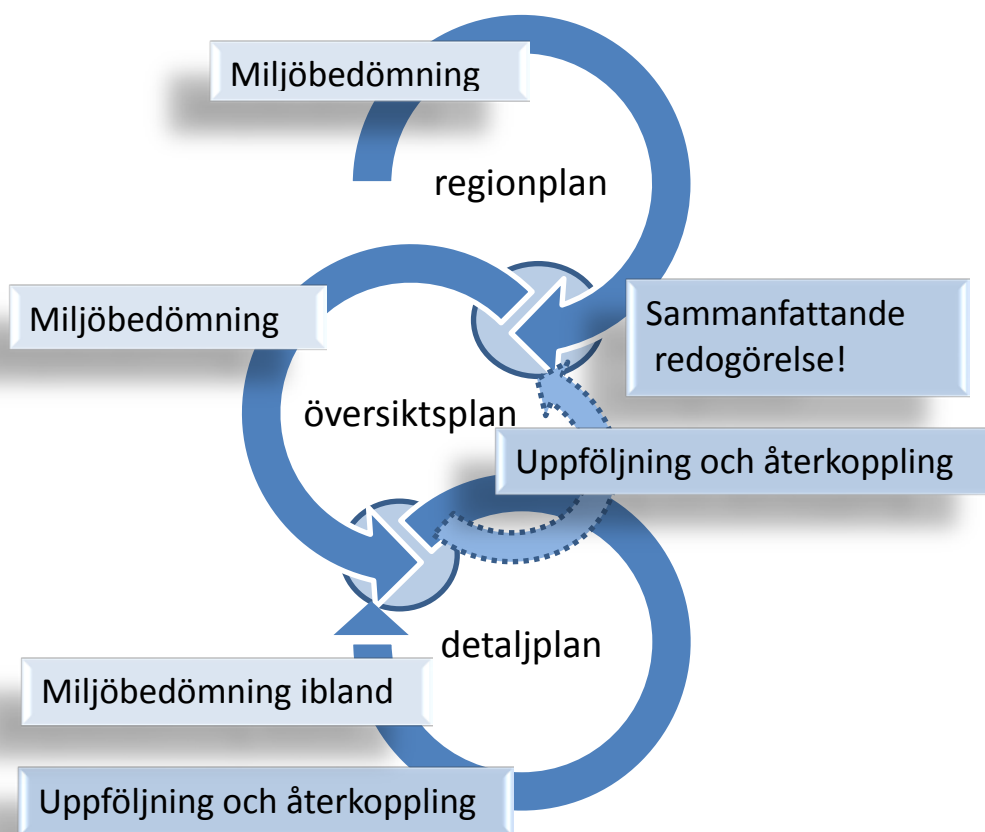 Miljöbedömning
regionplan
Miljöbedömning
Sammanfattande
redogörelse!
översiktsplan
Uppföljning och återkoppling
detaljplan
Miljöbedömning ibland
Uppföljning och återkoppling